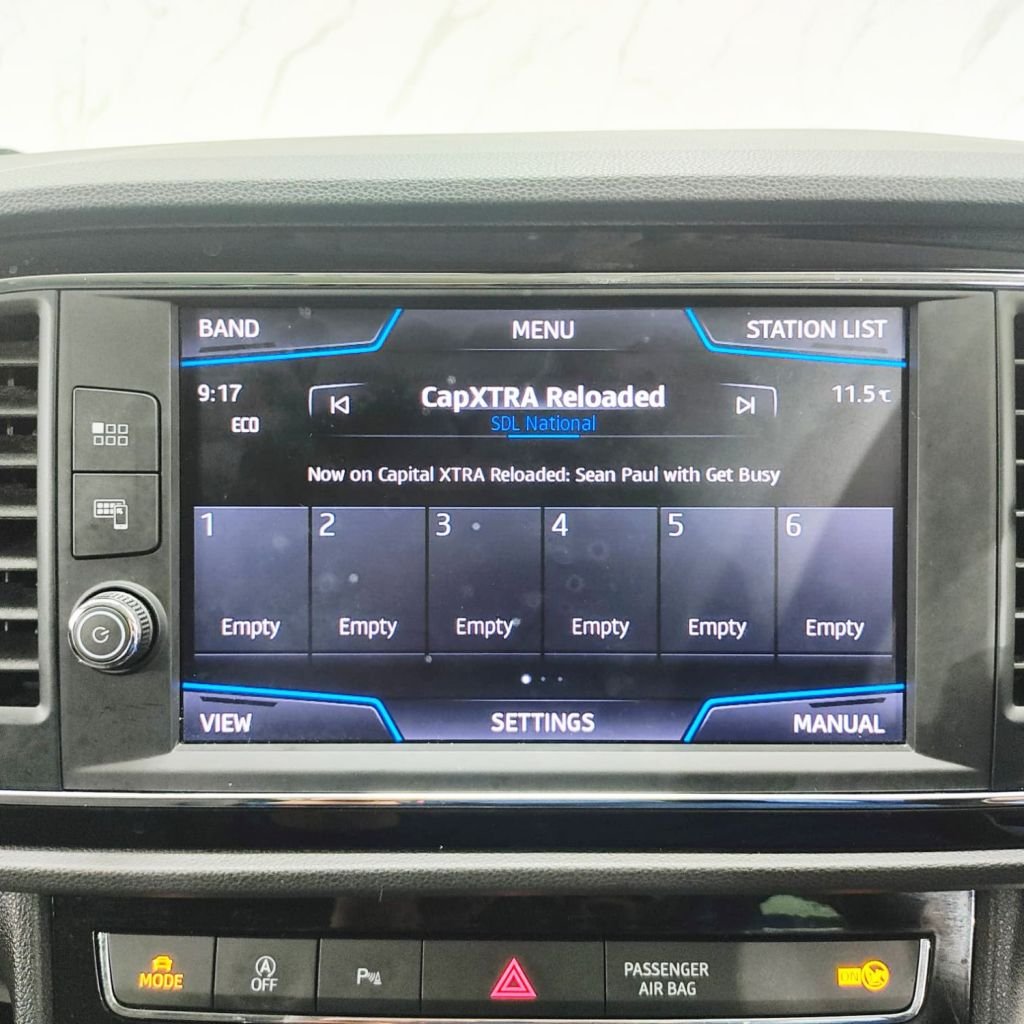 BAND MENU STATION LIST
9:17 CapXTRA Reloaded 11.5℃
ECO SDL National
Now on Capital XTRA Reloaded: Sean Paul with Get Busy
1 2 3 4 5 6
Empty Empty Empty Empty Empty Empty
VIEW SETTINGS MANUAL
MODE A OFF P PASSENGER AIR BAG ON